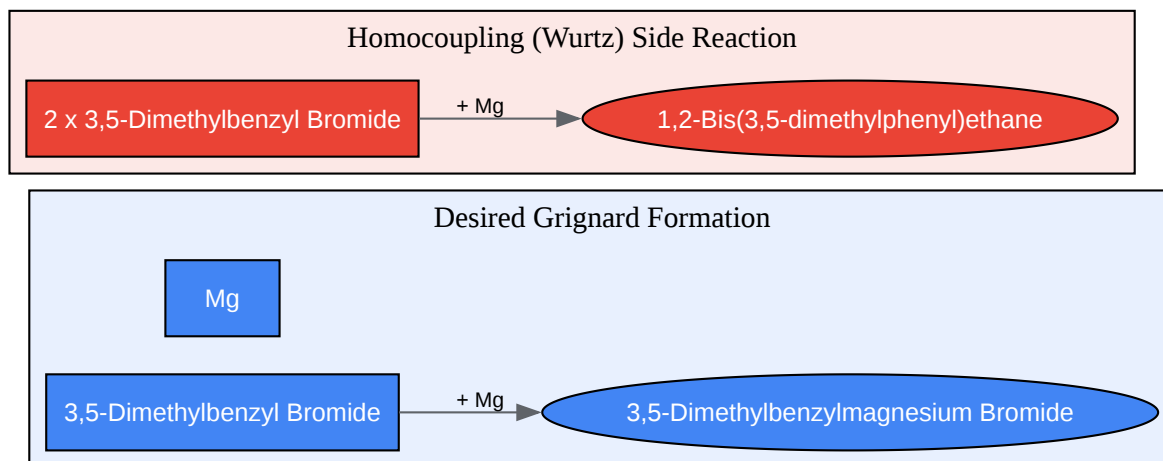 Homocoupling (Wurtz) Side Reaction
2 x 3,5-Dimethylbenzyl Bromide
+ Mg
1,2-Bis(3,5-dimethylphenyl)ethane
Desired Grignard Formation
Mg
3,5-Dimethylbenzyl Bromide
+ Mg
3,5-Dimethylbenzylmagnesium Bromide